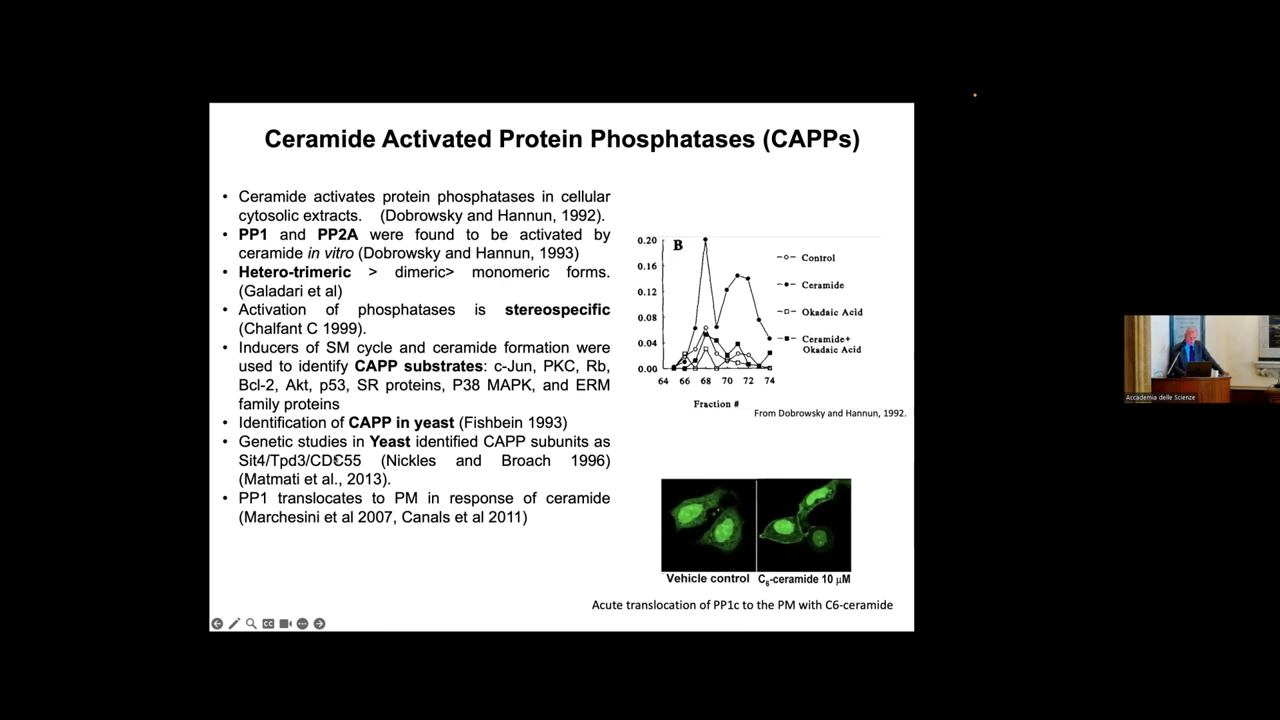 Ceramide Activated Protein Phosphatases (CAPPs)
• Ceramide activates protein phosphatases in cellular
cytosolic extracts. (Dobrowsky and Hannun, 1992).
• PP1 and PP2A were found to be activated by
ceramide in vitro (Dobrowsky and Hannun, 1993)
• Hetero-trimeric > dimeric> monomeric forms.
(Galadari et al)
• Activation of phosphatases is stereospecific
(Chalfant C 1999).
• Inducers of SM cycle and ceramide formation were
used to identify CAPP substrates: c-Jun, PKC, Rb,
Bcl-2, Akt, p53, SR proteins, P38 MAPK, and ERM
family proteins
• Identification of CAPP in yeast (Fishbein 1993)
• Genetic studies in Yeast identified CAPP subunits as
Sit4/Tpd3/CDC55 (Nickles and Broach 1996)
(Matmati et al., 2013).
• PP1 translocates to PM in response of ceramide
(Marchesini et al 2007, Canals et al 2011)
B
0.20
0.16
0.12
0.08
0.04
0.00
64 66 68 70 72 74
Fraction #
Control
Ceramide
Okadaic Acid
Ceramide+
Okadaic Acid
From Dobrowsky and Hannun, 1992.
Vehicle control C6-ceramide 10 μM
Acute translocation of PP1c to the PM with C6-ceramide
CC
Accademia delle Scienze